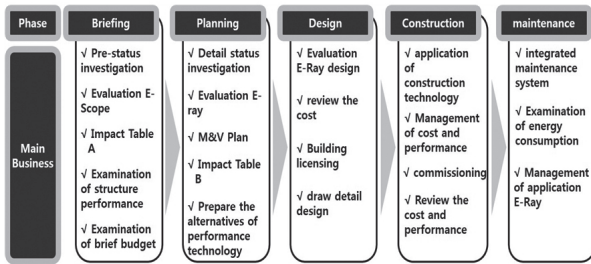 Phase
Briefing
Planning
Design
Construction
maintenance
Main
Business
√ Pre-status
investigation
√ Evaluation E-
Scope
√ Impact Table
A
√ Examination
of structure
performance
√ Examination
of brief budget
√ Detail status
investigation
√ Evaluation E-
ray
√ M&V Plan
√ Impact Table
B
√ Prepare the
alternatives of
performance
technology
√ Evaluation
E-Ray design
√ review the
cost
√ Building
licensing
√ draw detail
design
√ application
of
construction
technology
√ Management
of cost and
performance
√ commissioning
√ Review the
cost and
performance
√ integrated
maintenance
system
√ Examination
of energy
consumption
√ Management
of application
E-Ray